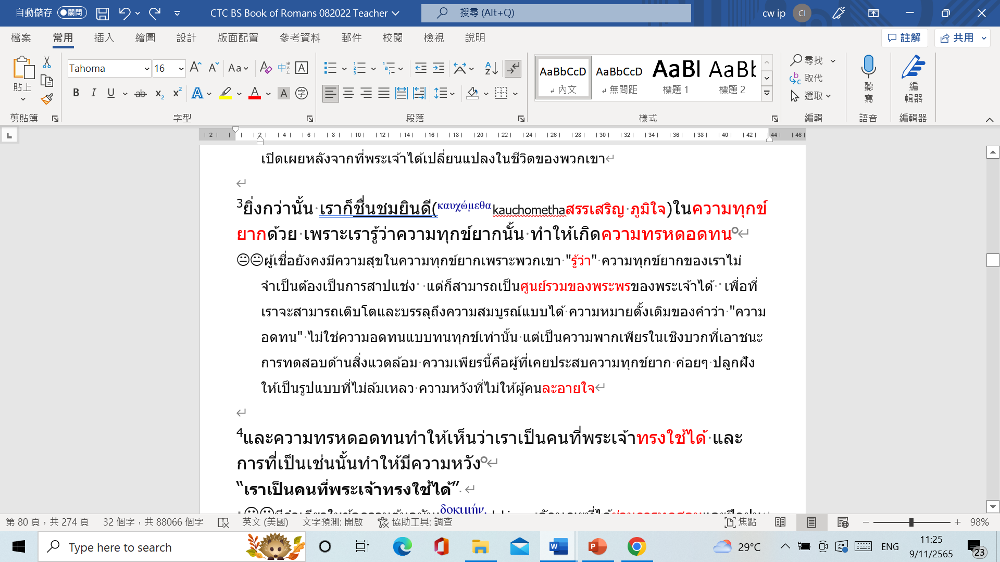 自動儲存 關閉 CTC BS Book of Romans 082022 Teacher 搜尋 (Alt+Q) cw ip CI
檔案 常用 插入 繪圖 設計 版面配置 參考資料 郵件 校閱 檢視 說明 註解 共用
貼上 Tahoma 16 Aa A
AaBbCcD AaBbCcD AaBl AaBb
內文 無間距 標題 1 標題 2
尋找 取代 選取 聽寫 編輯器
B I U ab x₂ x² A A A 字
剪貼簿 字型 段落 樣式 編輯 語音 編輯器
2 2 4 6 8 10 12 14 16 18 20 22 24 26 28 30 32 34 36 38 40 42 44 46
เปิดเผยหลังจากที่พระเจ้าได้เปลี่ยนแปลงในชีวิตของพวกเขา
3ยิ่งกว่านั้น เราก็ชื่นชมยินดี(καυχώμεθα kauchomethaสรรเสริญ ภูมิใจ)ในความทุกข์
ยากด้วย เพราะเรารู้ว่าความทุกข์ยากนั้น ทำให้เกิดความทรหดอดทน
😐😐ผู้เชื่อยังคงมีความสุขในความทุกข์ยากเพราะพวกเขา "รู้ว่า" ความทุกข์ยากของเราไม่
จำเป็นต้องเป็นการสาปแช่ง แต่ก็สามารถเป็นศูนย์รวมของพระพรของพระเจ้าได้ เพื่อที่
เราจะสามารถเติบโตและบรรลุถึงความสมบูรณ์แบบได้ ความหมายดั้งเดิมของคำว่า "ความ
อดทน" ไม่ใช่ความอดทนแบบทนทุกข์เท่านั้น แต่เป็นความพากเพียรในเชิงบวกที่เอาชนะ
การทดสอบด้านสิ่งแวดล้อม ความเพียรนี้คือผู้ที่เคยประสบความทุกข์ยาก ค่อยๆ ปลูกฝัง
ให้เป็นรูปแบบที่ไม่ล้มเหลว ความหวังที่ไม่ให้ผู้คนละอายใจ
4และความทรหดอดทนทำให้เห็นว่าเราเป็นคนที่พระเจ้าทรงใช้ได้ และ
การที่เป็นเช่นนั้นทำให้มีความหวัง
“เราเป็นคนที่พระเจ้าทรงใช้ได้”
δοκιμήν
第 80 頁，共 274 頁 32 個字，共 88066 個字 英文 (美國) 文字預測: 開啟 協助工具: 調查 焦點 98%
Type here to search 29°C ENG 11:25
9/11/2565 23